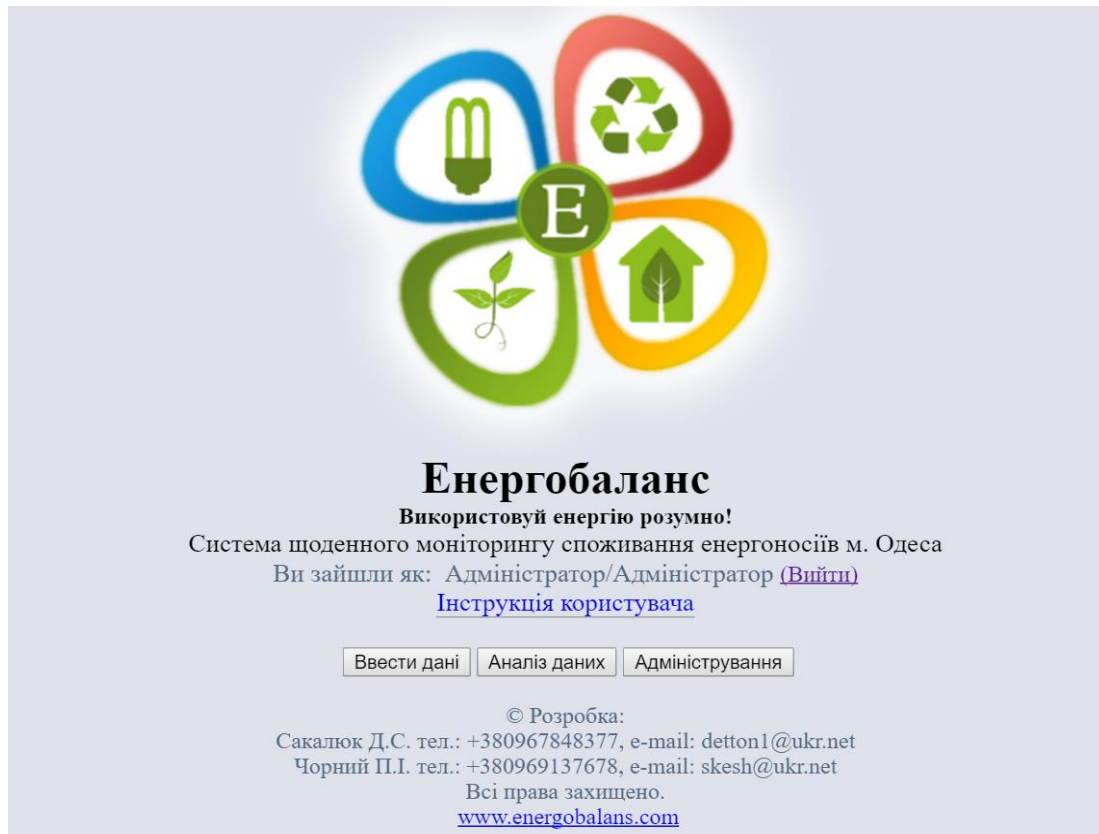 E
Енергобаланс
Використовуй енергію розумно!
Система щоденного моніторингу споживання енергоносіїв м. Одеса
Ви зайшли як: Адміністратор/Адміністратор (Вийти)
Інструкція користувача
Ввести дані Аналіз даних Адміністрування
© Розробка:
Сакалюк Д.С. тел.: +380967848377, e-mail: detton1@ukr.net
Чорний П.І. тел.: +380969137678, e-mail: skesh@ukr.net
Всі права захищено.
www.energobalans.com